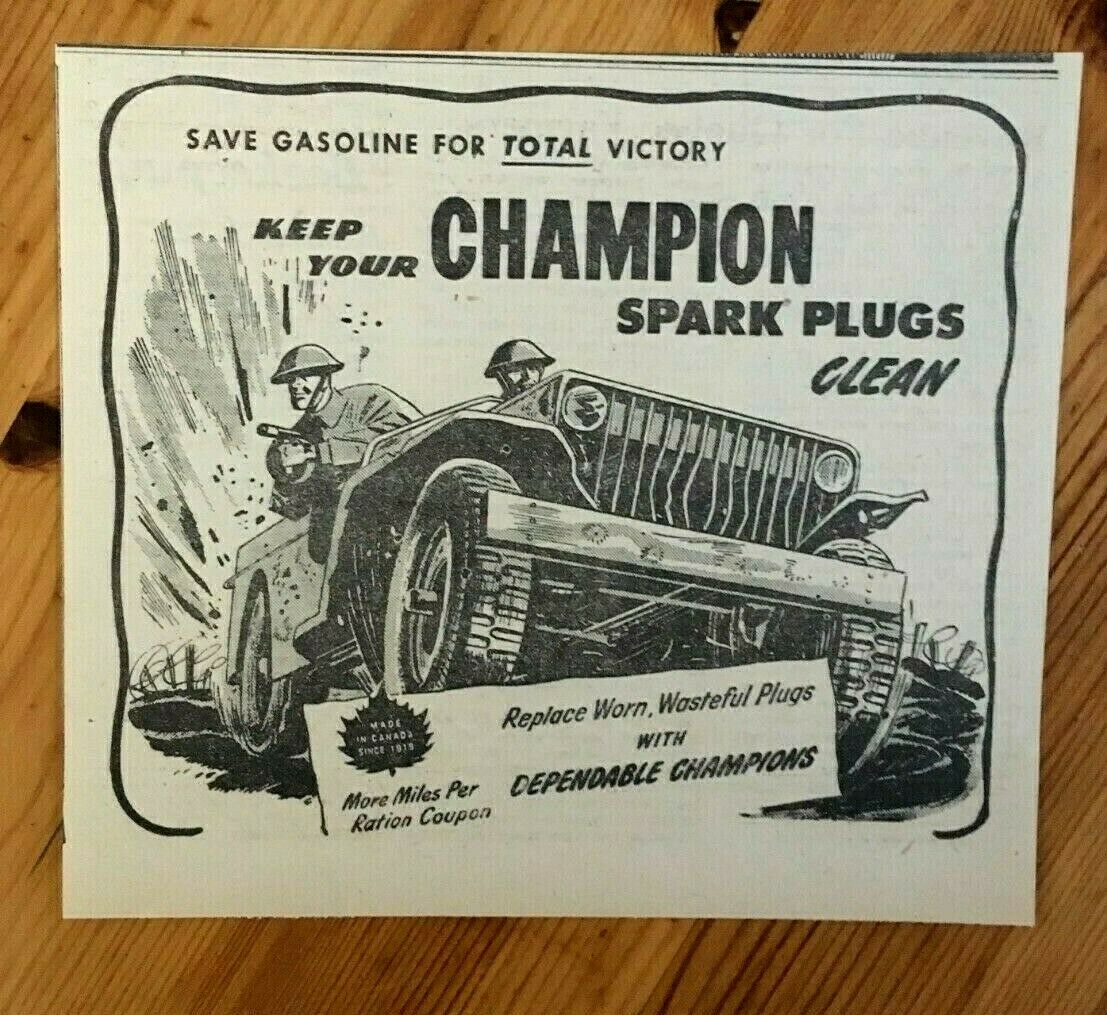 SAVE GASOLINE FOR TOTAL VICTORY
KEEP
YOUR CHAMPION
SPARK PLUGS
CLEAN
MADE
IN CANADA
SINCE 1919
More Miles Per
Ration Coupon
Replace Worn, Wasteful Plugs
WITH
DEPENDABLE CHAMPIONS